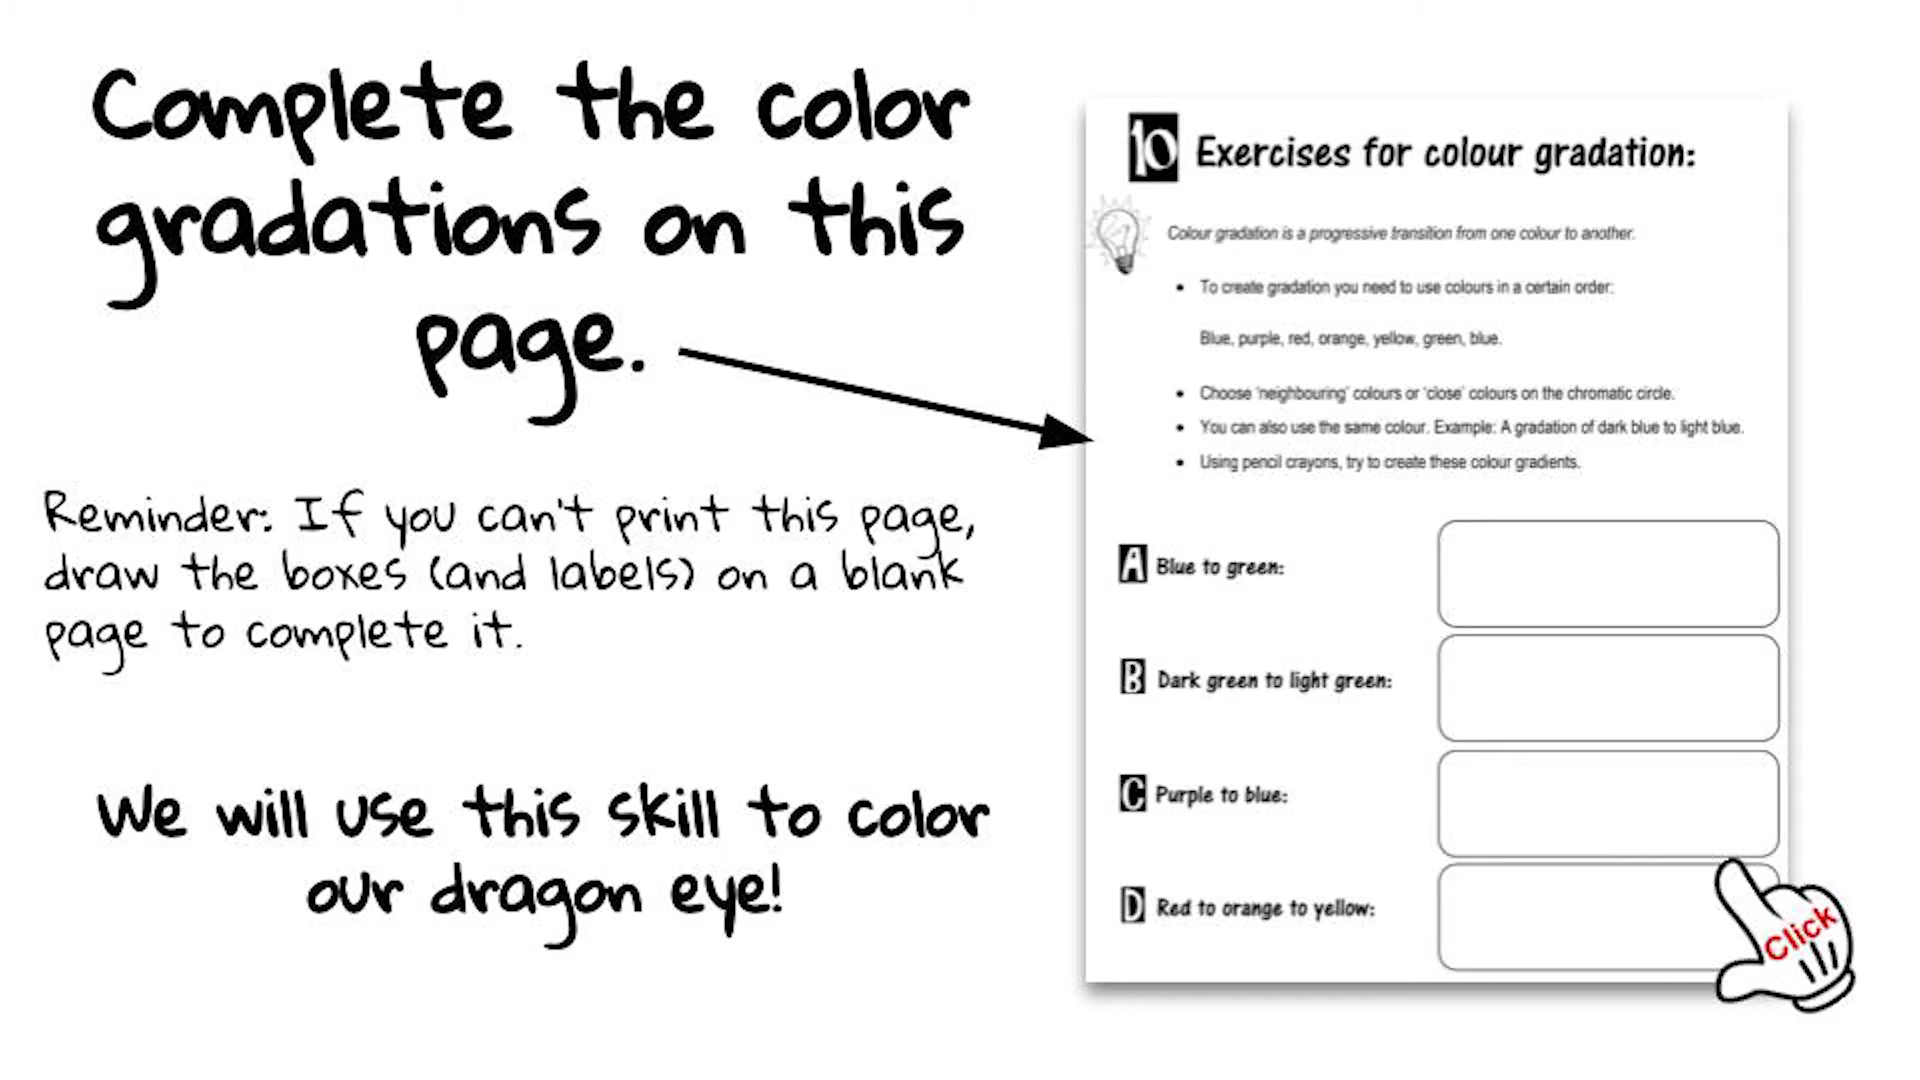 Complete the color
gradations on this
page.
Reminder: If you can't print this page,
draw the boxes (and labels) on a blank
page to complete it.
We will use this skill to color
our dragon eye!
10 Exercises for colour gradation:
Colour gradation is a progressive transition from one colour to another.
• To create gradation you need to use colours in a certain order:
Blue, purple, red, orange, yellow, green, blue.
• Choose 'neighbouring' colours or 'close' colours on the chromatic circle.
• You can also use the same colour. Example: A gradation of dark blue to light blue.
• Using pencil crayons, try to create these colour gradients.
A Blue to green:
B Dark green to light green:
C Purple to blue:
D Red to orange to yellow:
Click